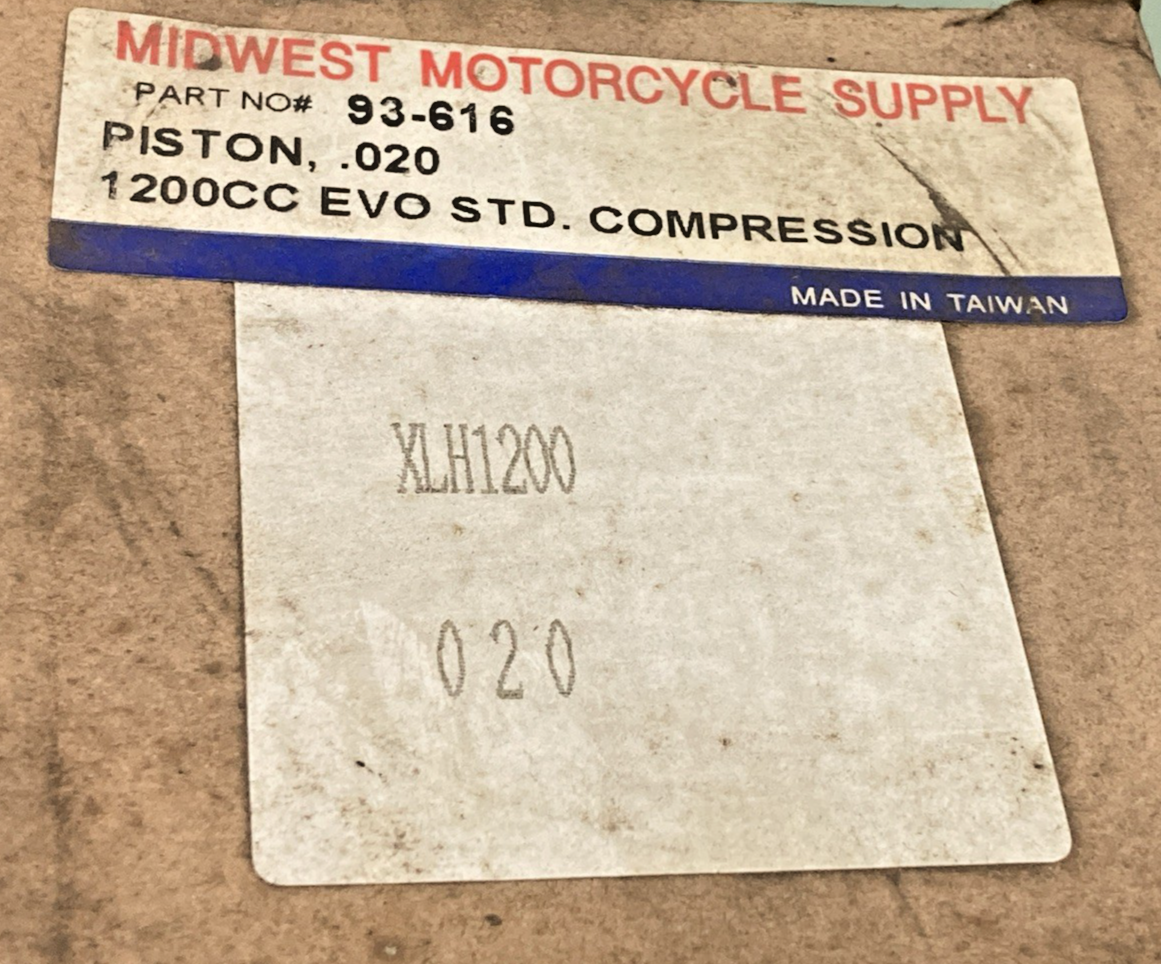 MIDWEST MOTORCYCLE SUPPLY
PART NO# 93-616
PISTON, .020
1200CC EVO STD. COMPRESSION
MADE IN TAIWAN
XLH1200
020